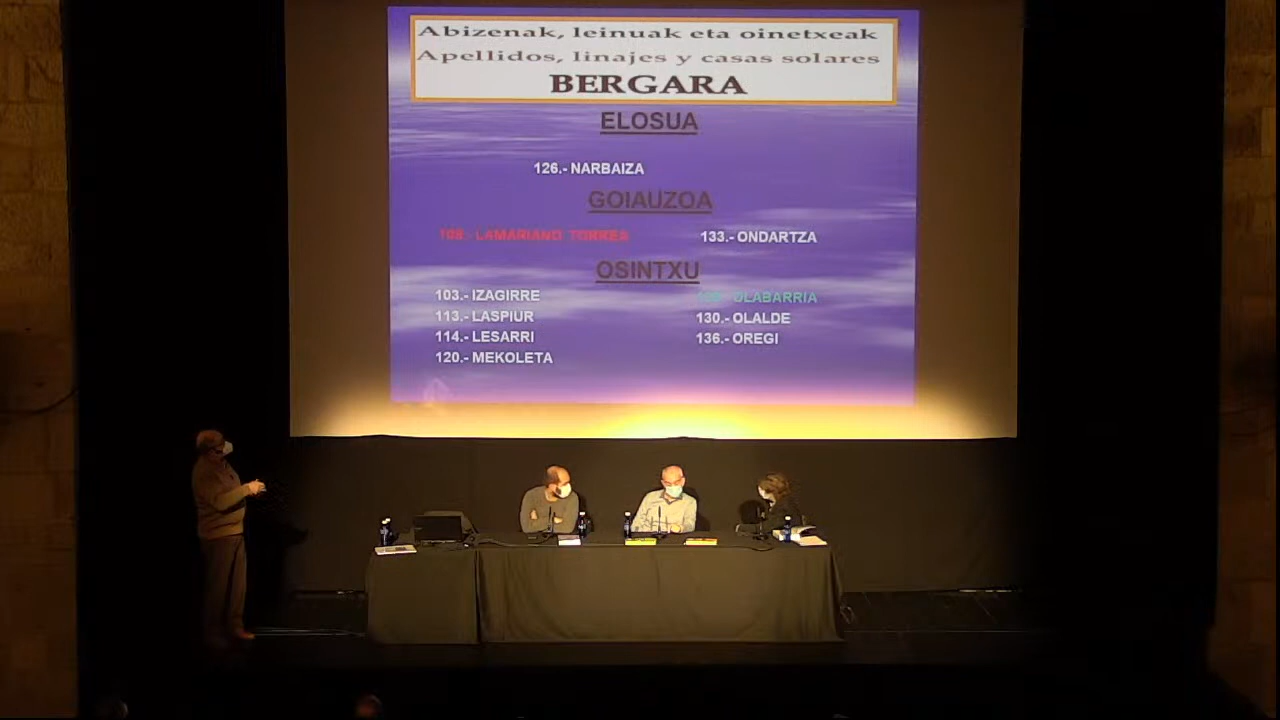 Abizenak, leinuak eta oinetxeak
Apellidos, linajes y casas solares
BERGARA
ELOSUA
126.- NARBAIZA
GOIAUZOA
109.- LAMARIANO TORREA
133.- ONDARTZA
OSINTXU
103.- IZAGIRRE
113.- LASPIUR
114.- LESARRI
120.- MEKOLETA
OLABARRIA
130.- OLALDE
136.- OREGI